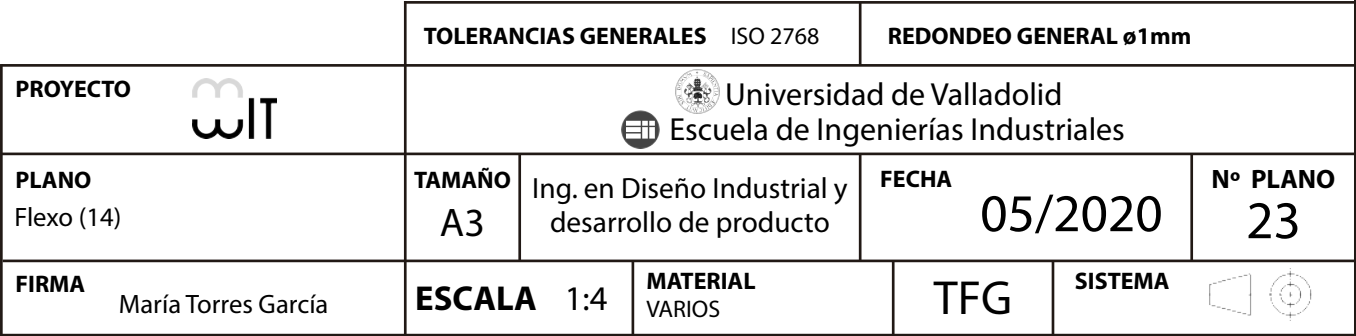 TOLERANCIAS GENERALES ISO 2768
REDONDEO GENERAL ø1mm
PROYECTO
wIT
Universidad de Valladolid
Escuela de Ingenierías Industriales
PLANO
Flexo (14)
TAMAÑO
A3
Ing. en Diseño Industrial y
desarrollo de producto
FECHA
05/2020
Nº PLANO
23
FIRMA
María Torres García
ESCALA 1:4
MATERIAL
VARIOS
TFG
SISTEMA